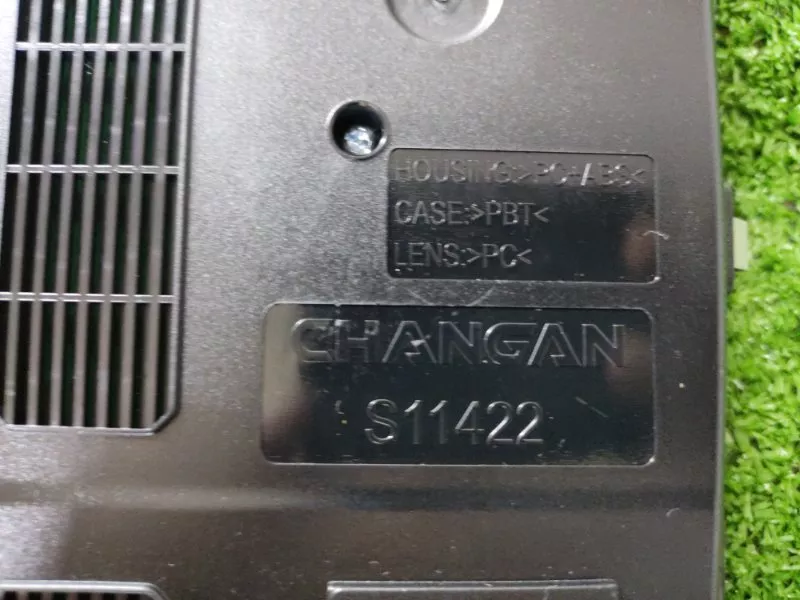 HOUSING:>PC+ABS<
CASE:>PBT<
LENS:>PC<
CHANGAN
S11422